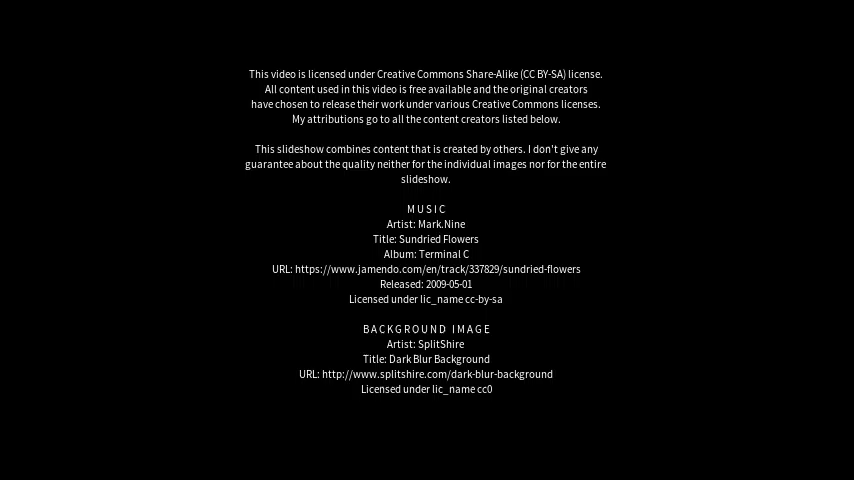 This video is licensed under Creative Commons Share-Alike (CC BY-SA) license.
All content used in this video is free available and the original creators
have chosen to release their work under various Creative Commons licenses.
My attributions go to all the content creators listed below.
This slideshow combines content that is created by others. I don't give any
guarantee about the quality neither for the individual images nor for the entire
slideshow.
MUSIC
Artist: Mark.Nine
Title: Sundried Flowers
Album: Terminal C
URL: https://www.jamendo.com/en/track/337829/sundried-flowers
Released: 2009-05-01
Licensed under lic_name cc-by-sa
BACKGROUND IMAGE
Artist: SplitShire
Title: Dark Blur Background
URL: http://www.splitshire.com/dark-blur-background
Licensed under lic_name cc0